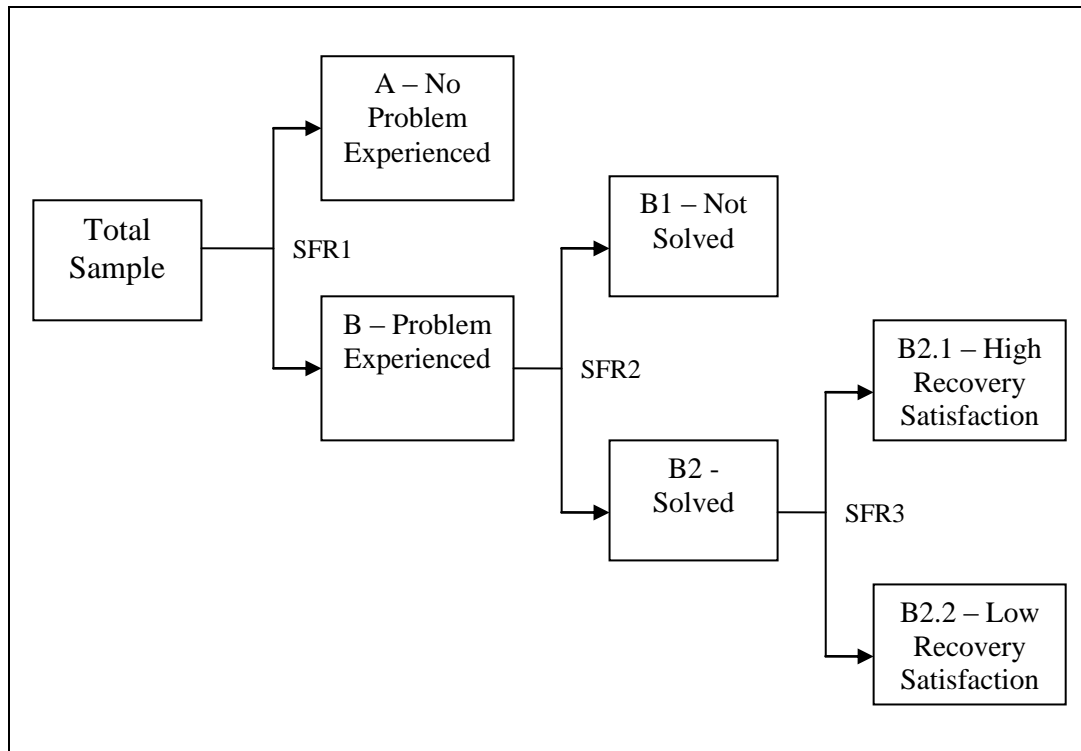 A – No
Problem
Experienced
Total
Sample
SFR1
B – Problem
Experienced
B1 – Not
Solved
SFR2
B2 -
Solved
B2.1 – High
Recovery
Satisfaction
SFR3
B2.2 – Low
Recovery
Satisfaction